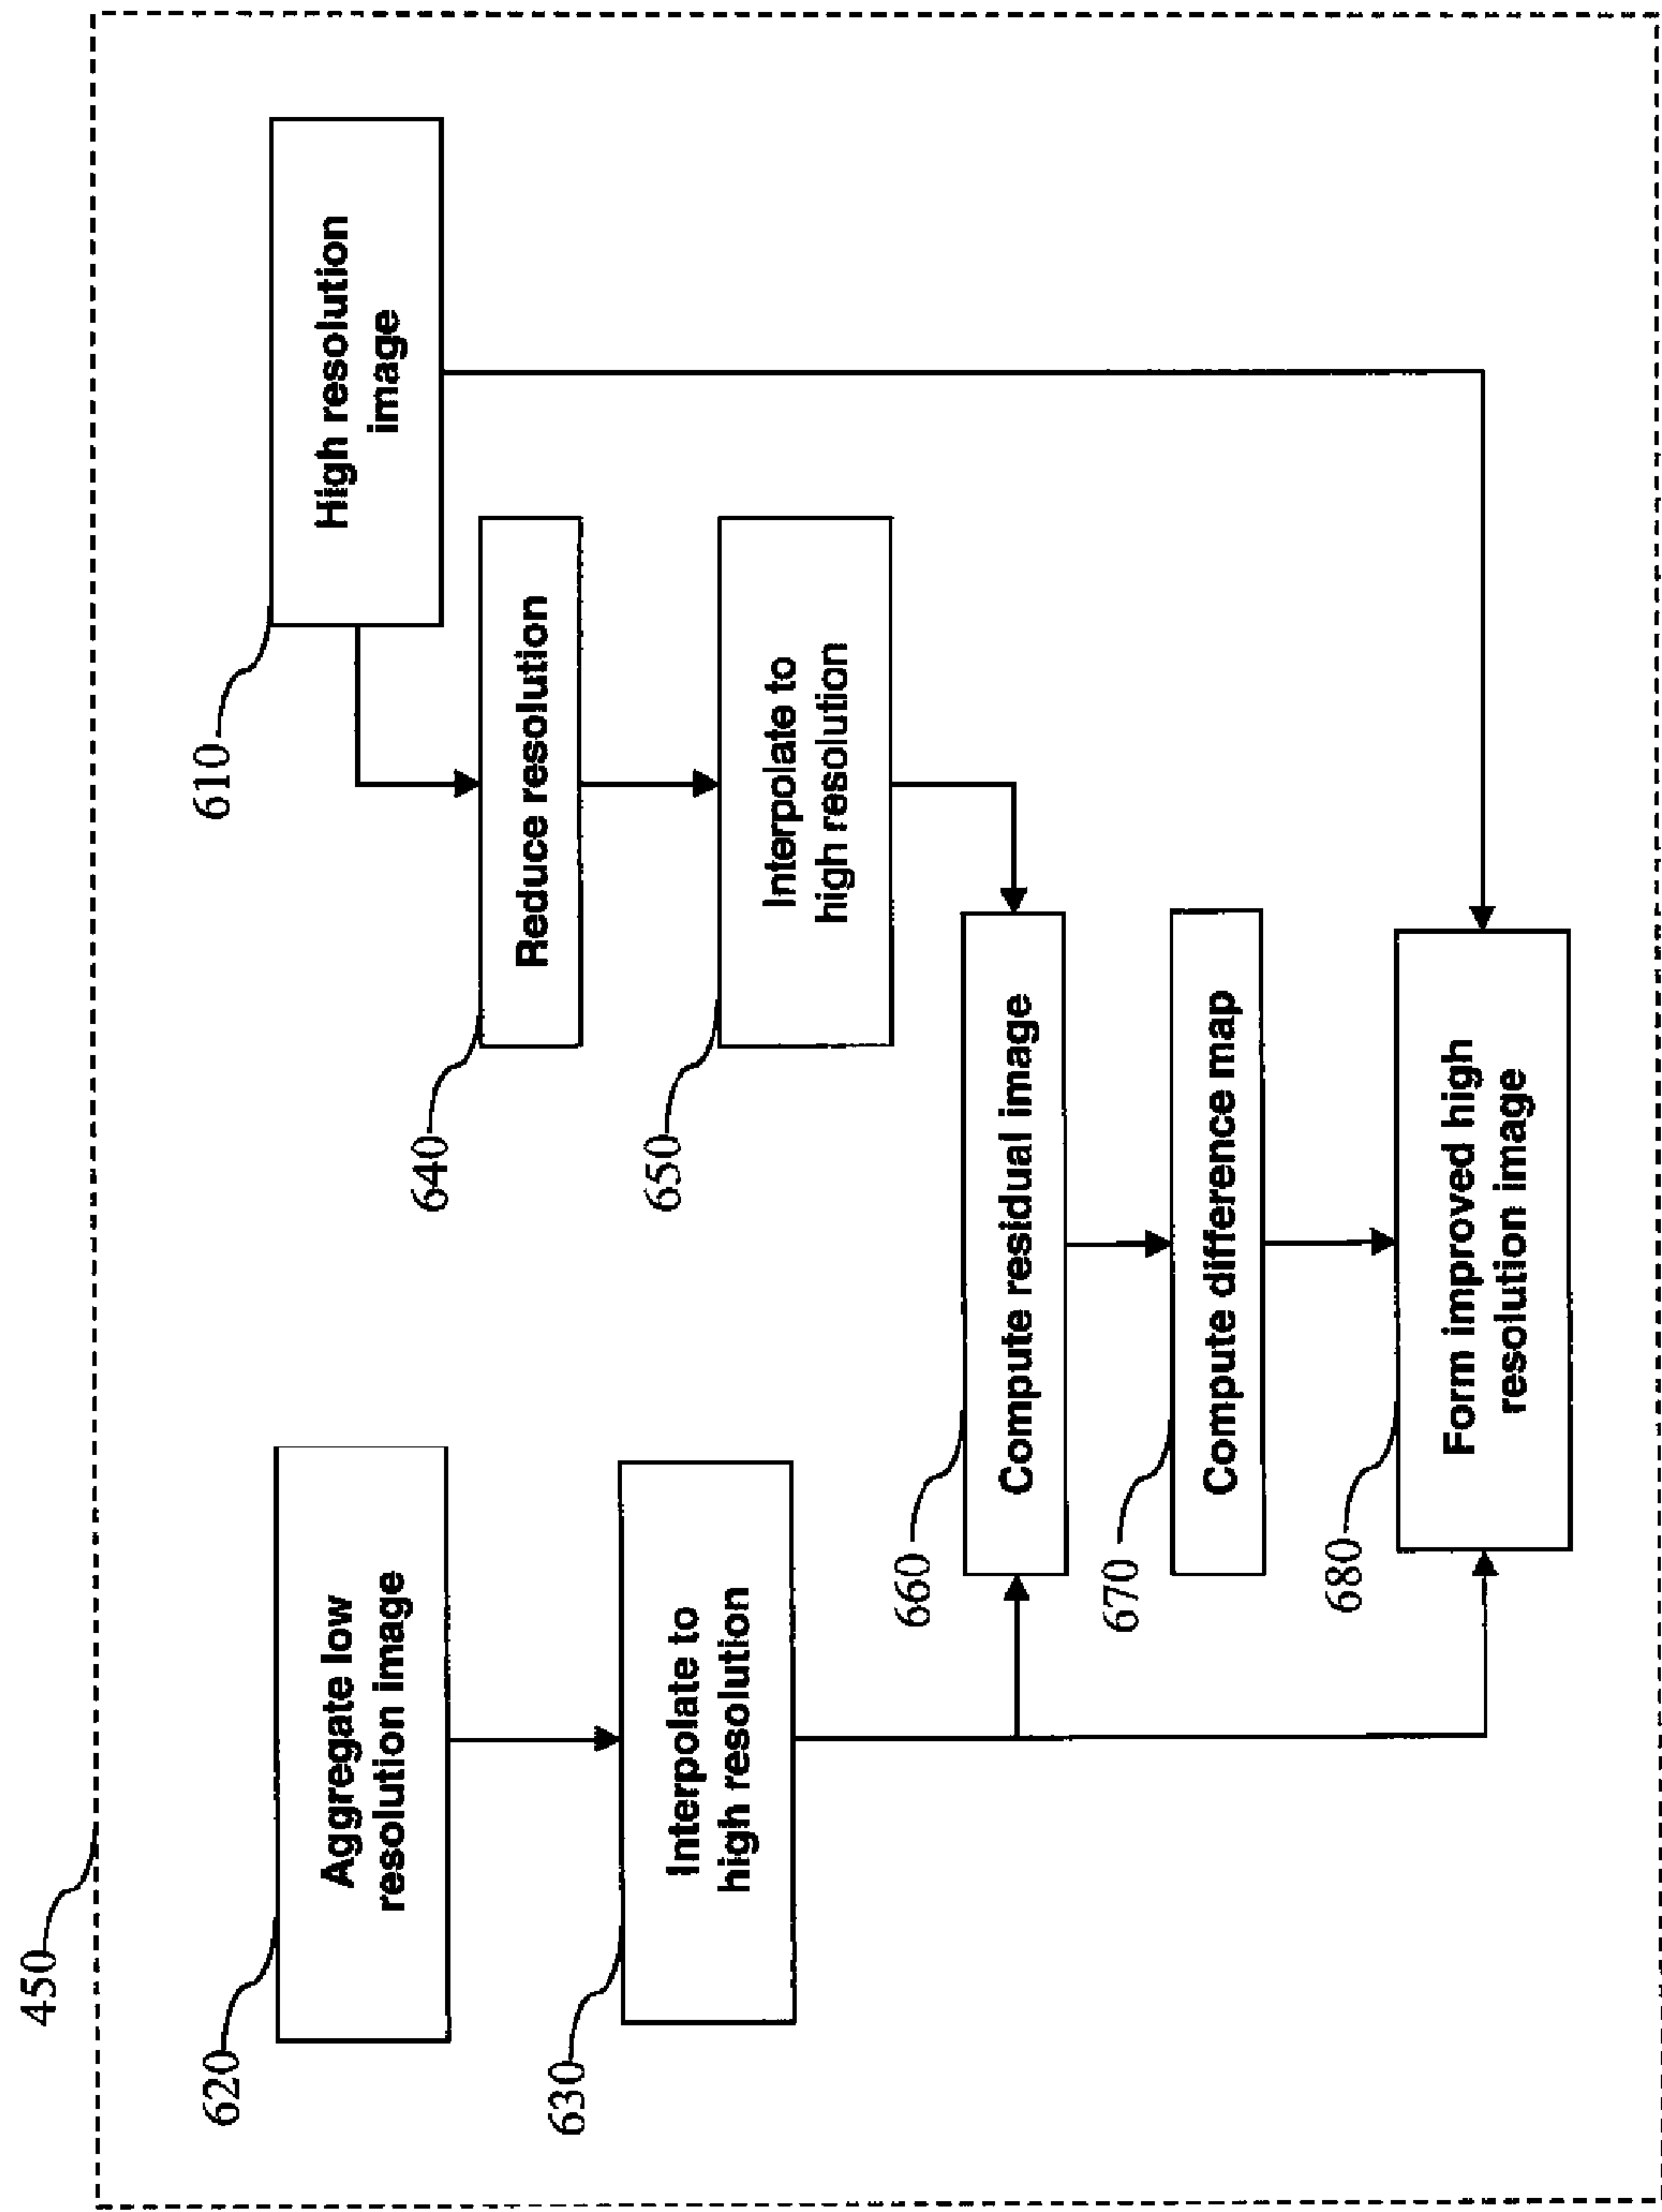 450
620
Aggregate low
resolution image
610
High resolution
image
630
Interpolate to
high resolution
640
Reduce resolution
650
Interpolate to
high resolution
660
Compute residual image
670
Compute difference map
680
Form improved high
resolution image